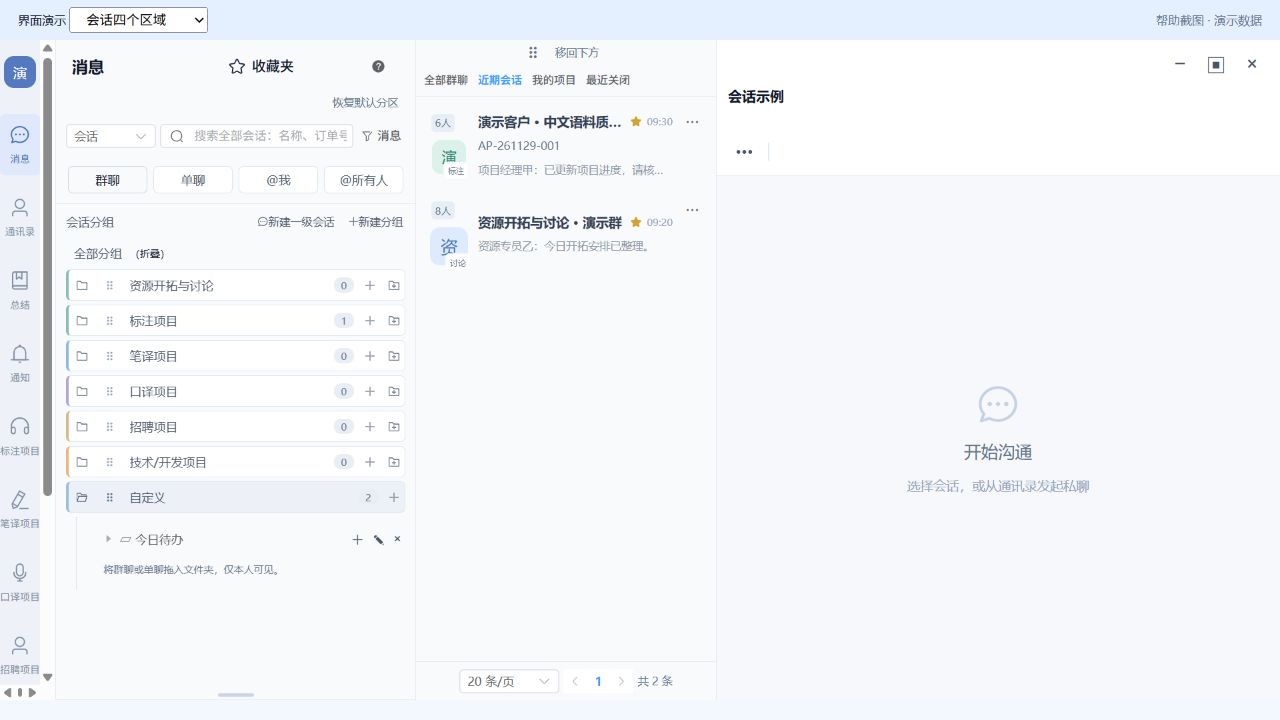 界面演示 会话四个区域
帮助截图 · 演示数据
演
消息
通讯录
总结
通知
标注项目
笔译项目
口译项目
招聘项目
消息
收藏夹
?
恢复默认分区
会话
搜索全部会话：名称、订单号
消息
群聊 单聊 @我 @所有人
会话分组
新建一级会话
新建分组
全部分组 (折叠)
资源开拓与讨论 0
标注项目 1
笔译项目 0
口译项目 0
招聘项目 0
技术/开发项目 0
自定义 2
今日待办
将群聊或单聊拖入文件夹，仅本人可见。
移回下方
全部群聊 近期会话 我的项目 最近关闭
6人
演示客户·中文语料质... 09:30
演
标注
AP-261129-001
项目经理甲：已更新项目进度，请核...
8人
资源开拓与讨论·演示群 09:20
资
讨论
资源专员乙：今日开拓安排已整理。
20 条/页
1
共 2 条
会话示例
开始沟通
选择会话，或从通讯录发起私聊